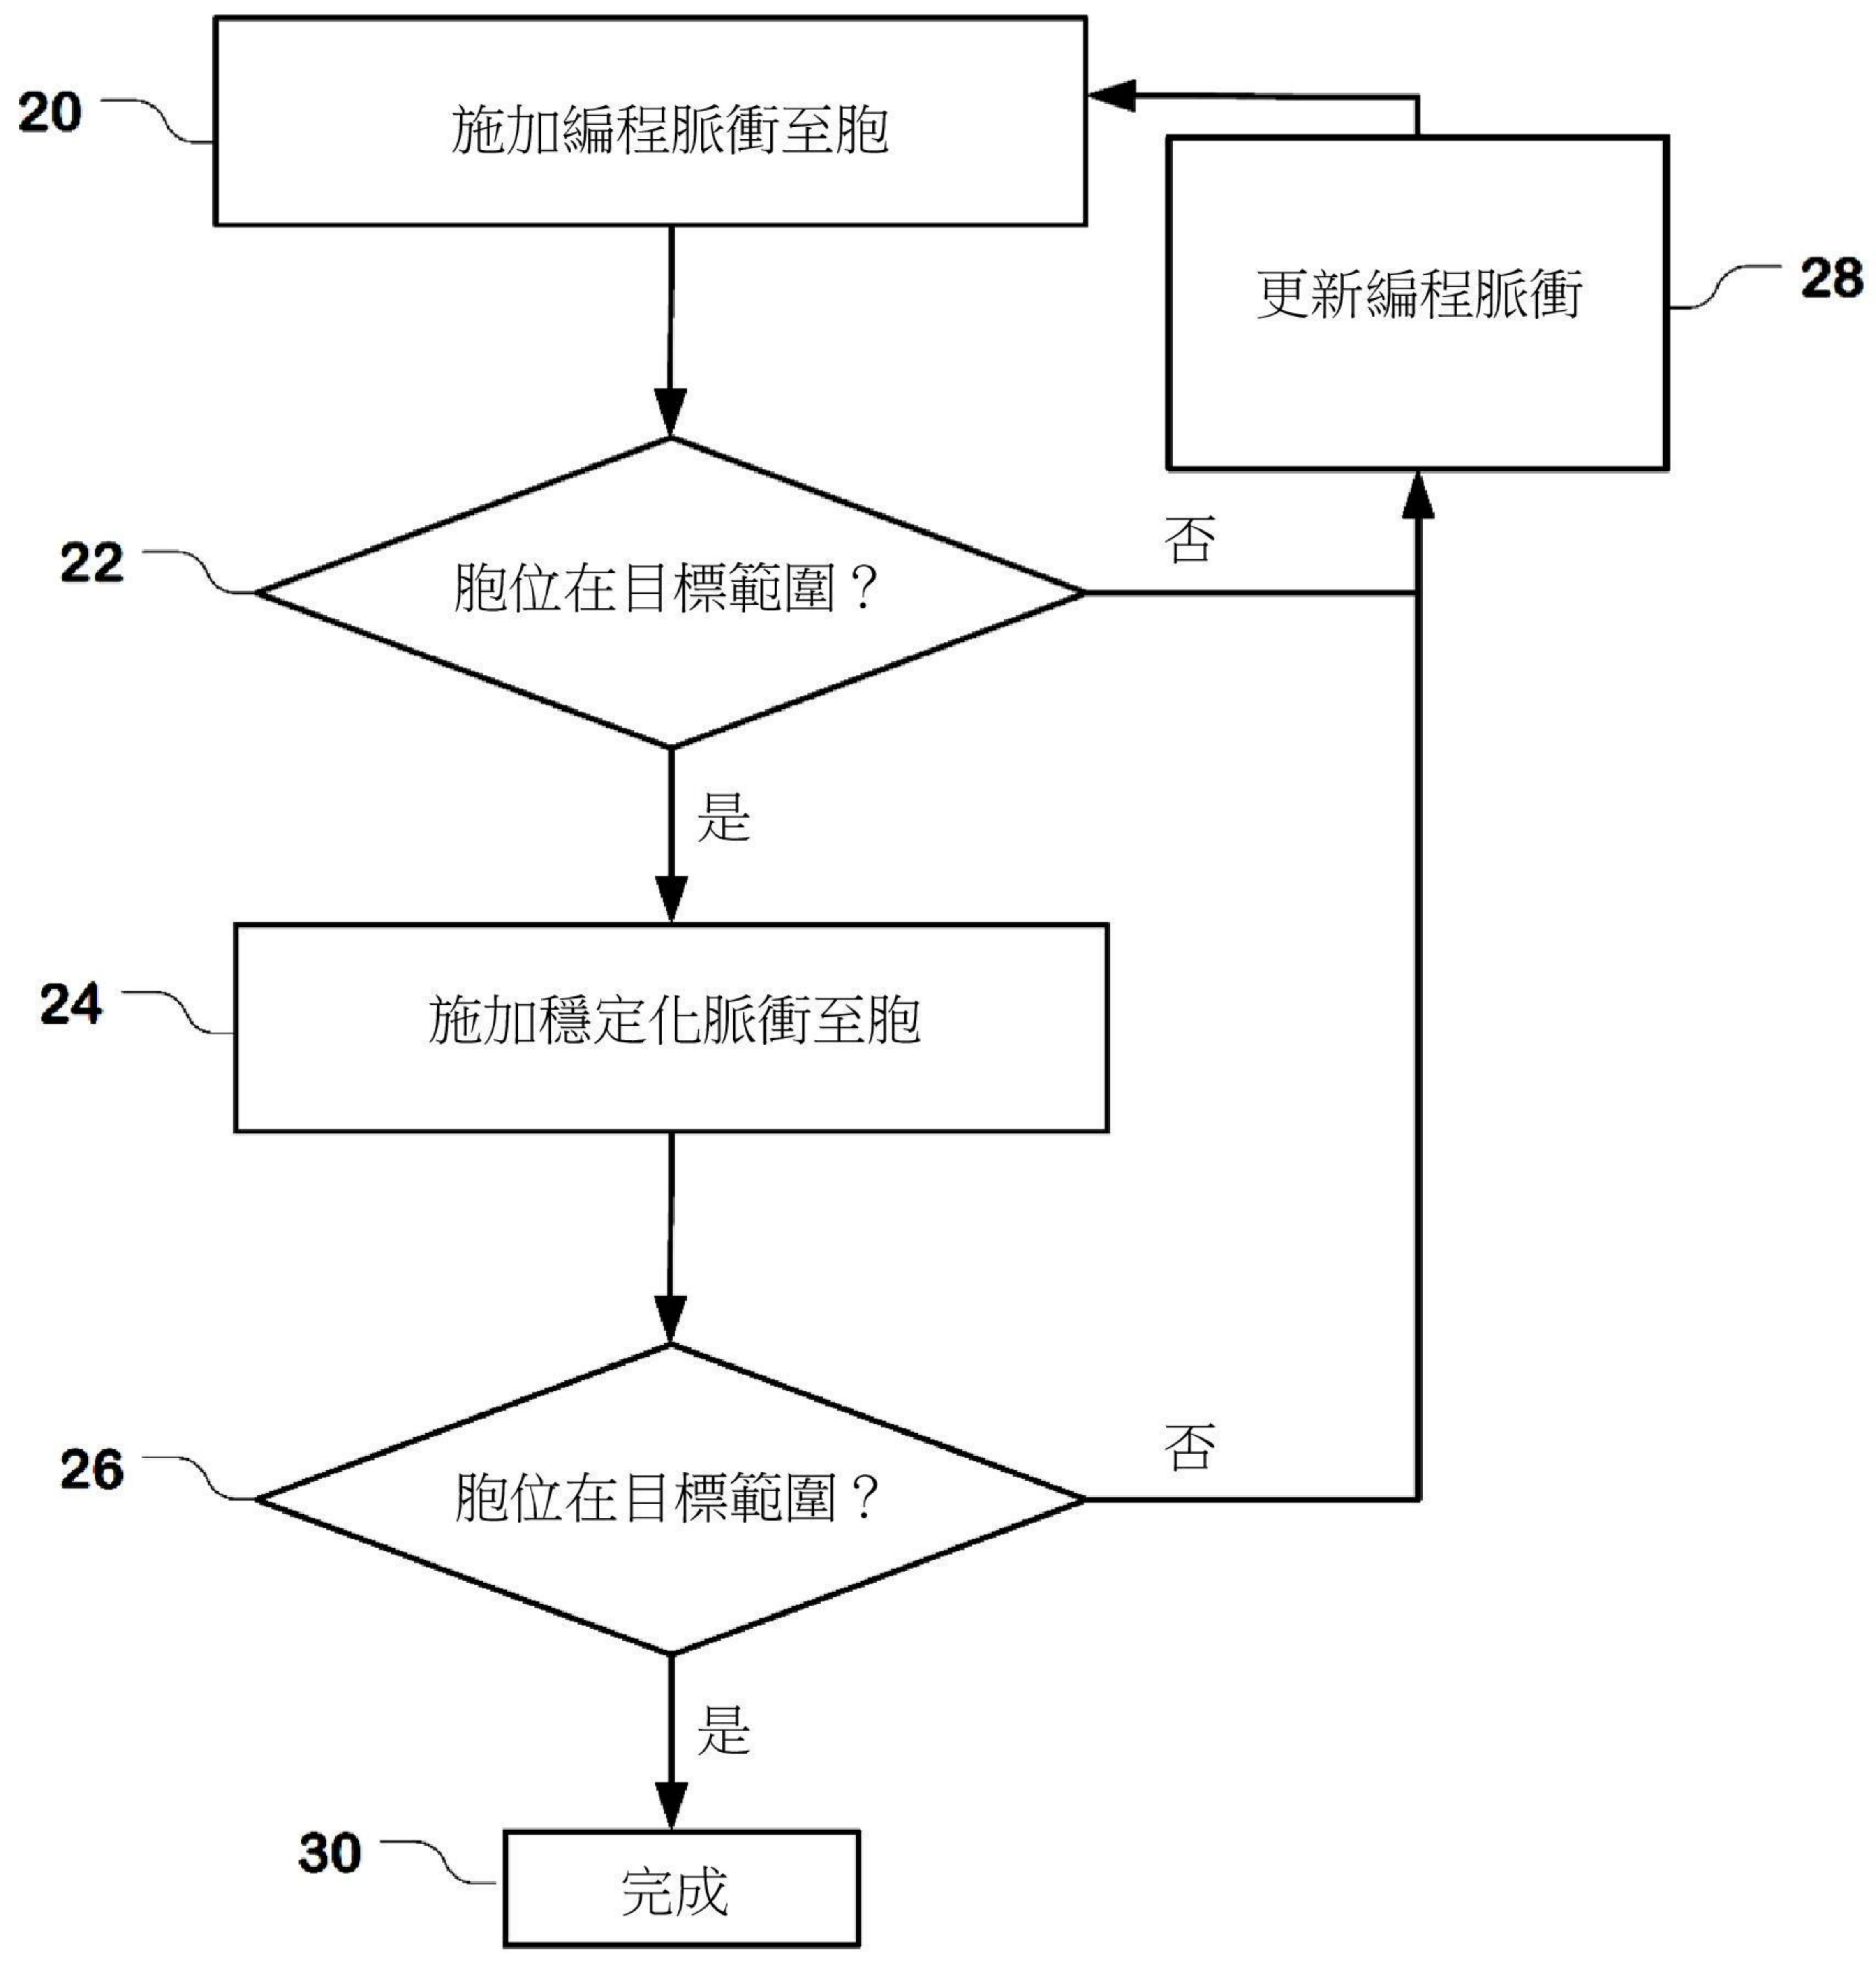 20
施加編程脈衝至胞
28
更新編程脈衝
22
胞位在目標範圍？
否
是
24
施加穩定化脈衝至胞
26
胞位在目標範圍？
否
是
30
完成